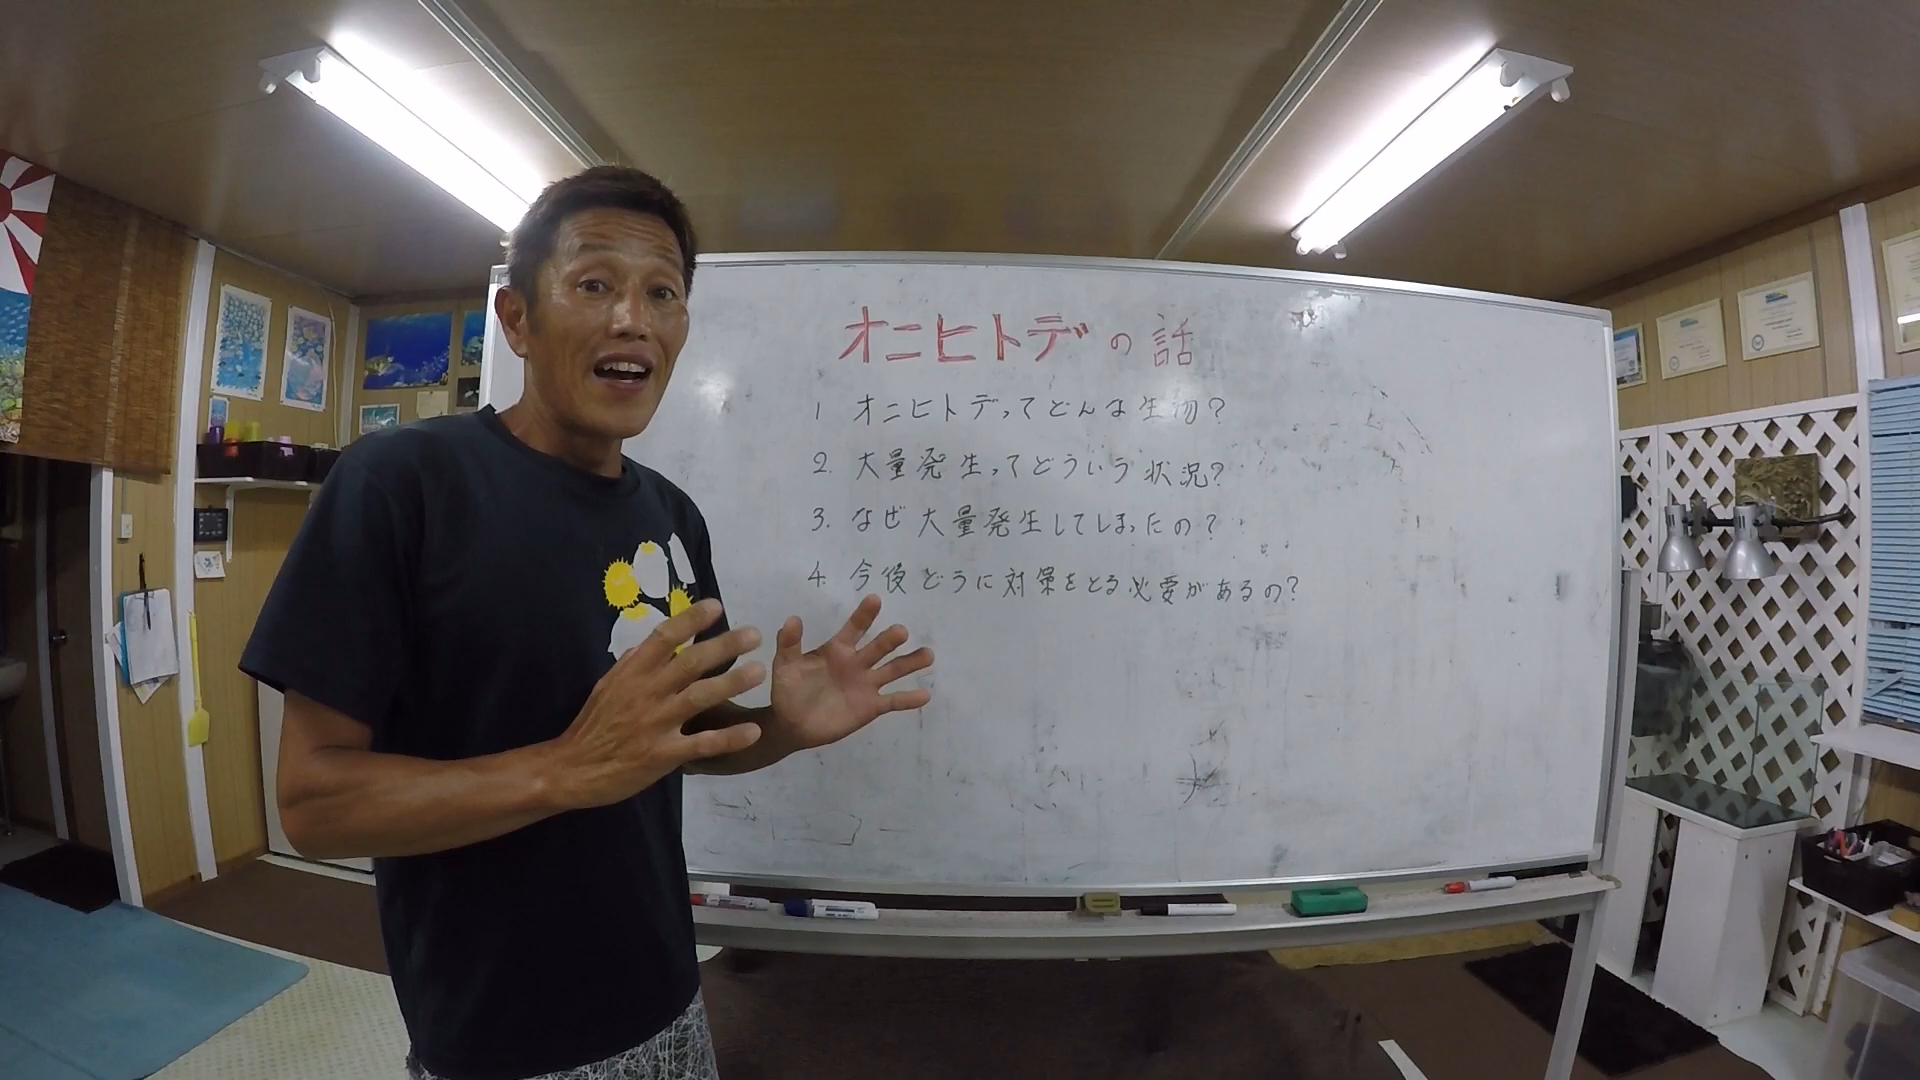 オニヒトデの話
1 オニヒトデってどんな生物?
2. 大量発生ってどういう状況?
3. なぜ大量発生してしまったの?
4. 今後どうに対策をとる必要があるの?